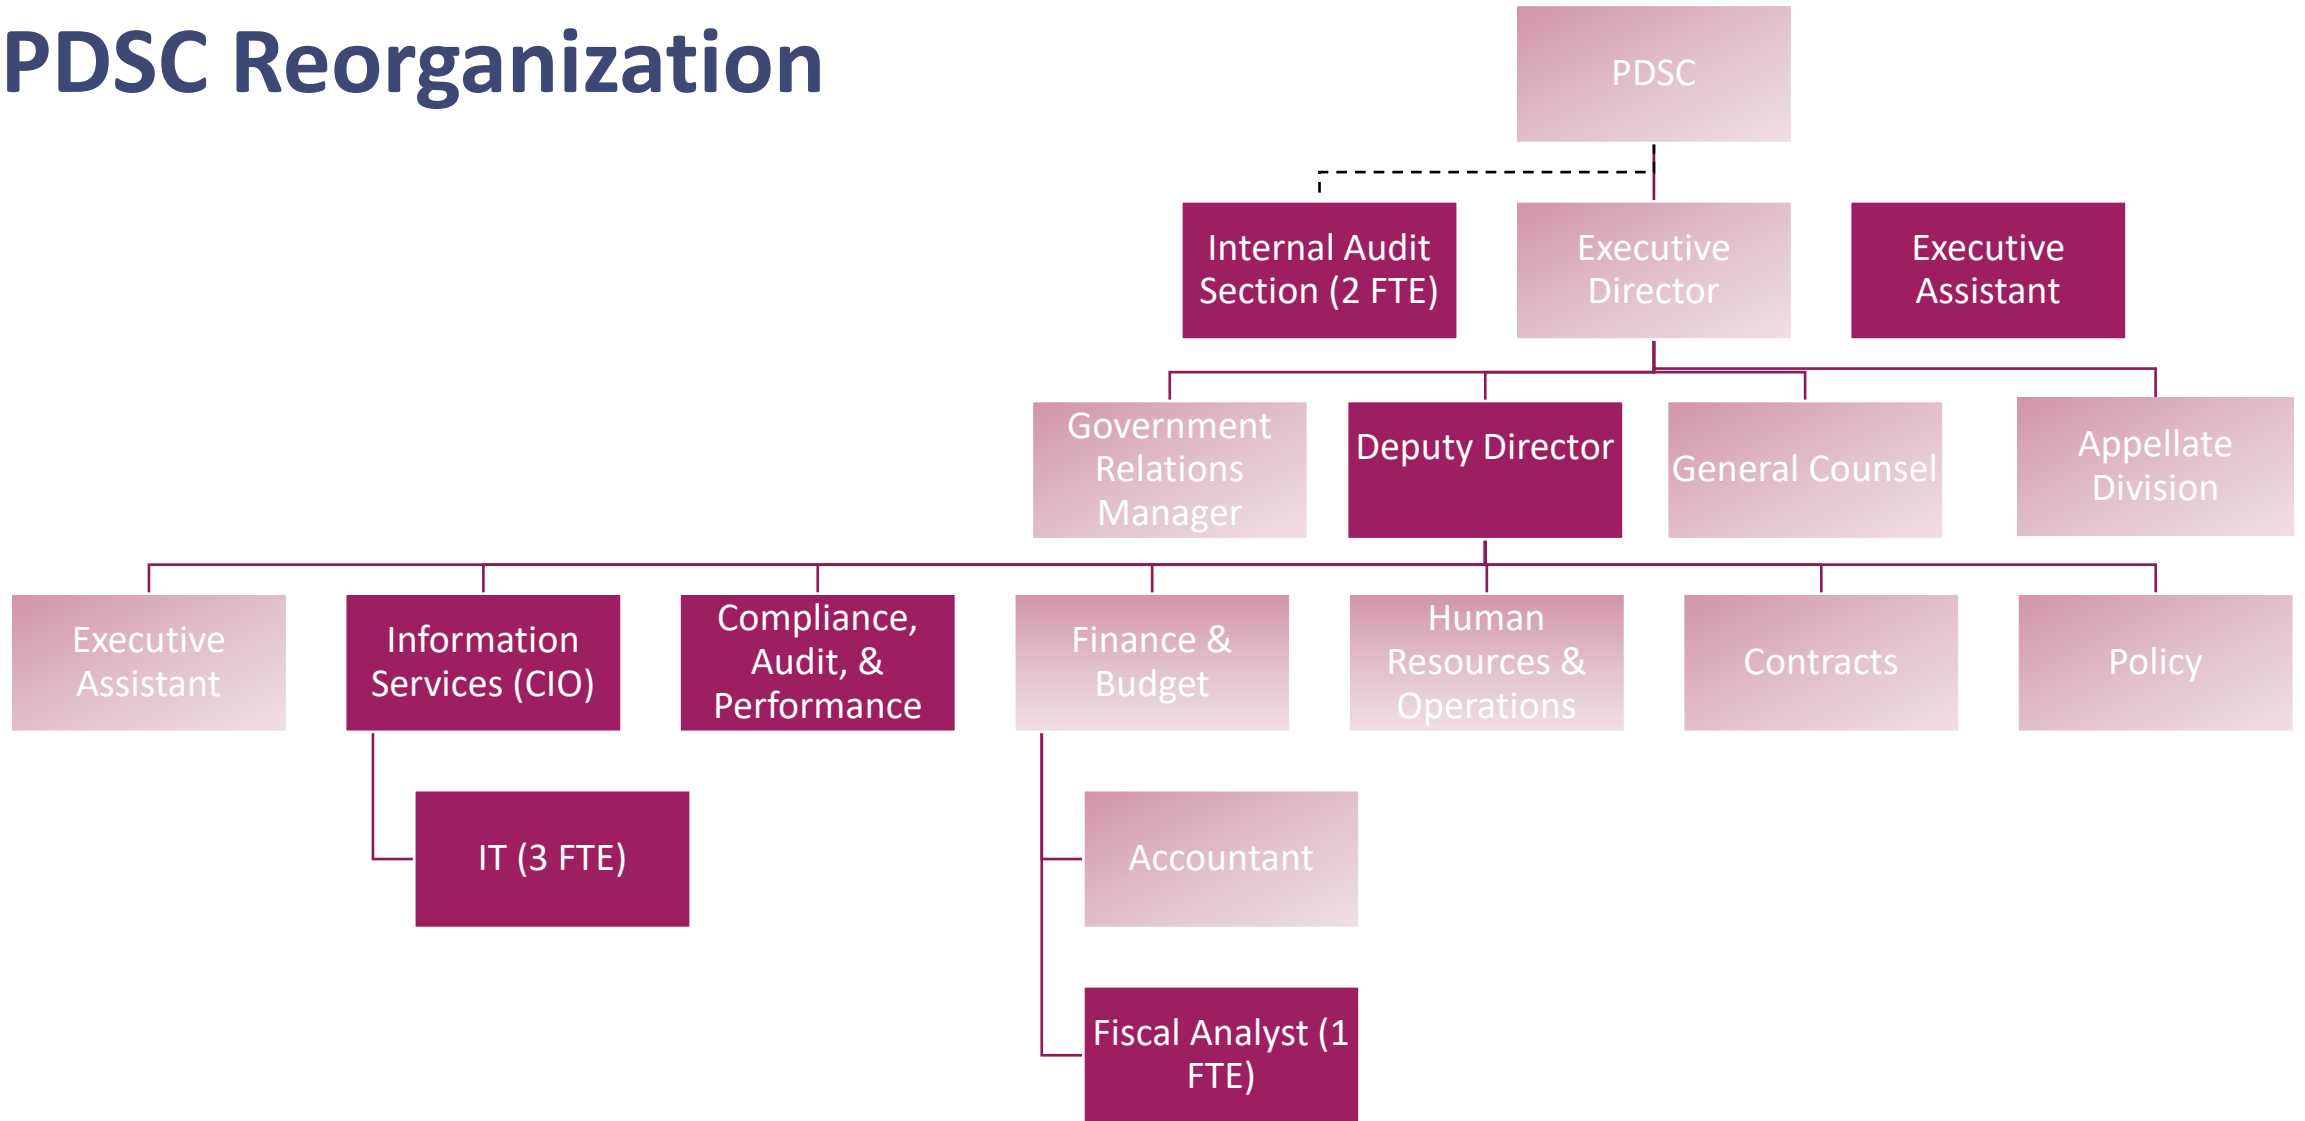 PDSC Reorganization
PDSC
Internal Audit
Section (2 FTE)
Executive
Director
Executive
Assistant
Government
Relations
Manager
Deputy Director
General Counsel
Appellate
Division
Executive
Assistant
Information
Services (CIO)
Compliance,
Audit, &
Performance
Finance &
Budget
Human
Resources &
Operations
Contracts
Policy
IT (3 FTE)
Accountant
Fiscal Analyst (1
FTE)